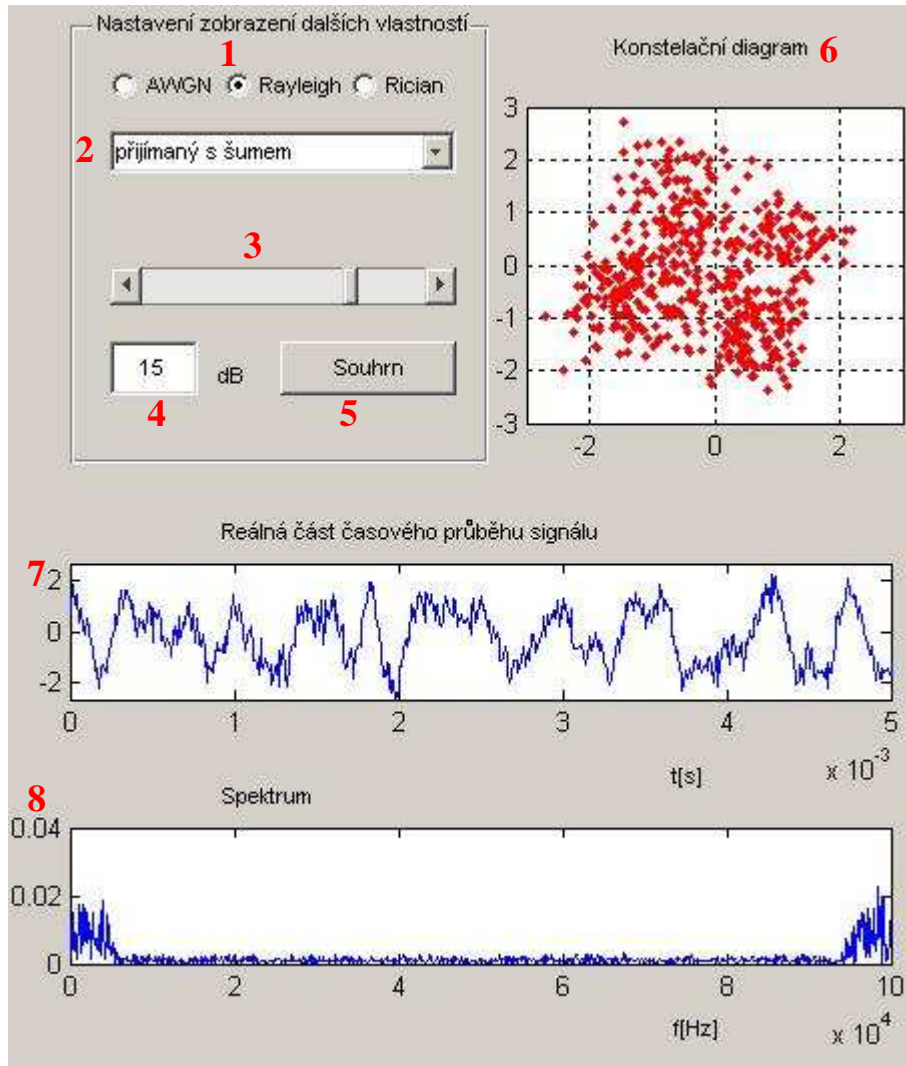 Nastavení zobrazení dalších vlastností
1
AWGN Rayleigh Rician
2 přijímaný s šumem
3
15 dB Souhrn
4 5
Konstelační diagram 6
3
2
1
0
-1
-2
-3
-2 0 2
Reálná část časového průběhu signálu
7
2
0
-2
0 1 2 3 4 5
t[s] x 10^-3
8 Spektrum
0.04
0.02
0
0 2 4 6 8 10
f[Hz] x 10^4